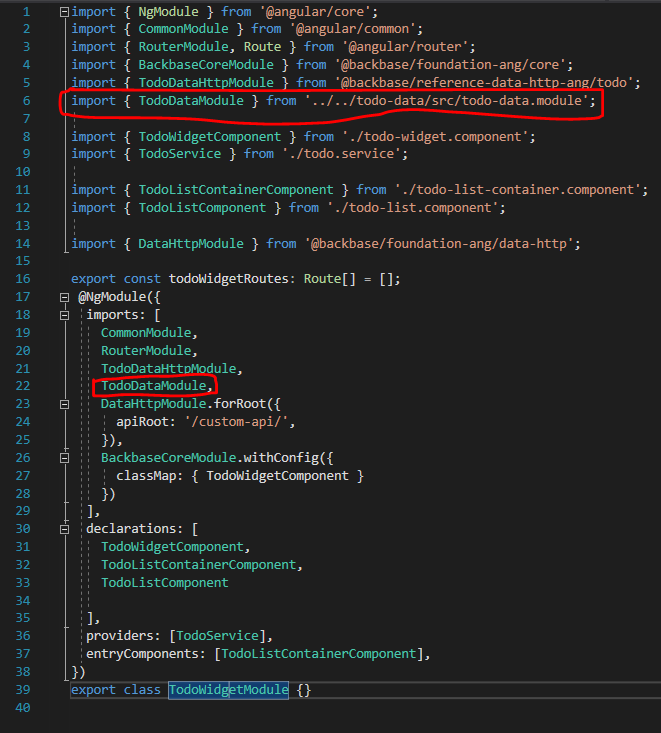 1 import { NgModule } from '@angular/core';
2 import { CommonModule } from '@angular/common';
3 import { RouterModule, Route } from '@angular/router';
4 import { BackbaseCoreModule } from '@backbase/foundation-ang/core';
5 import { TodoDataHttpModule } from '@backbase/reference-data-http-ang/todo';
6 import { TodoDataModule } from '../../todo-data/src/todo-data.module';
7
8 import { TodoWidgetComponent } from './todo-widget.component';
9 import { TodoService } from './todo.service';
10
11 import { TodoListContainerComponent } from './todo-list-container.component';
12 import { TodoListComponent } from './todo-list.component';
13
14 import { DataHttpModule } from '@backbase/foundation-ang/data-http';
15
16 export const todoWidgetRoutes: Route[] = [];
17 @NgModule({
18 imports: [
19 CommonModule,
20 RouterModule,
21 TodoDataHttpModule,
22 TodoDataModule,
23 DataHttpModule.forRoot({
24 apiRoot: '/custom-api/',
25 }),
26 BackbaseCoreModule.withConfig({
27 classMap: { TodoWidgetComponent }
28 })
29 ],
30 declarations: [
31 TodoWidgetComponent,
32 TodoListContainerComponent,
33 TodoListComponent
34
35 ],
36 providers: [TodoService],
37 entryComponents: [TodoListContainerComponent],
38 })
39 export class TodoWidgetModule {}
40